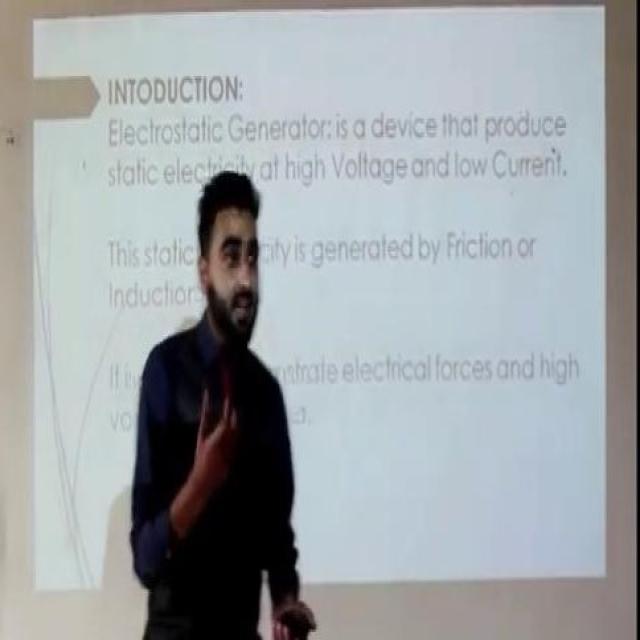 INTODUCTION:
Electrostatic Generator: is a device that produce
static electricity at high Voltage and low Current.
This static is generated by Friction or
Induction
electrical forces and high